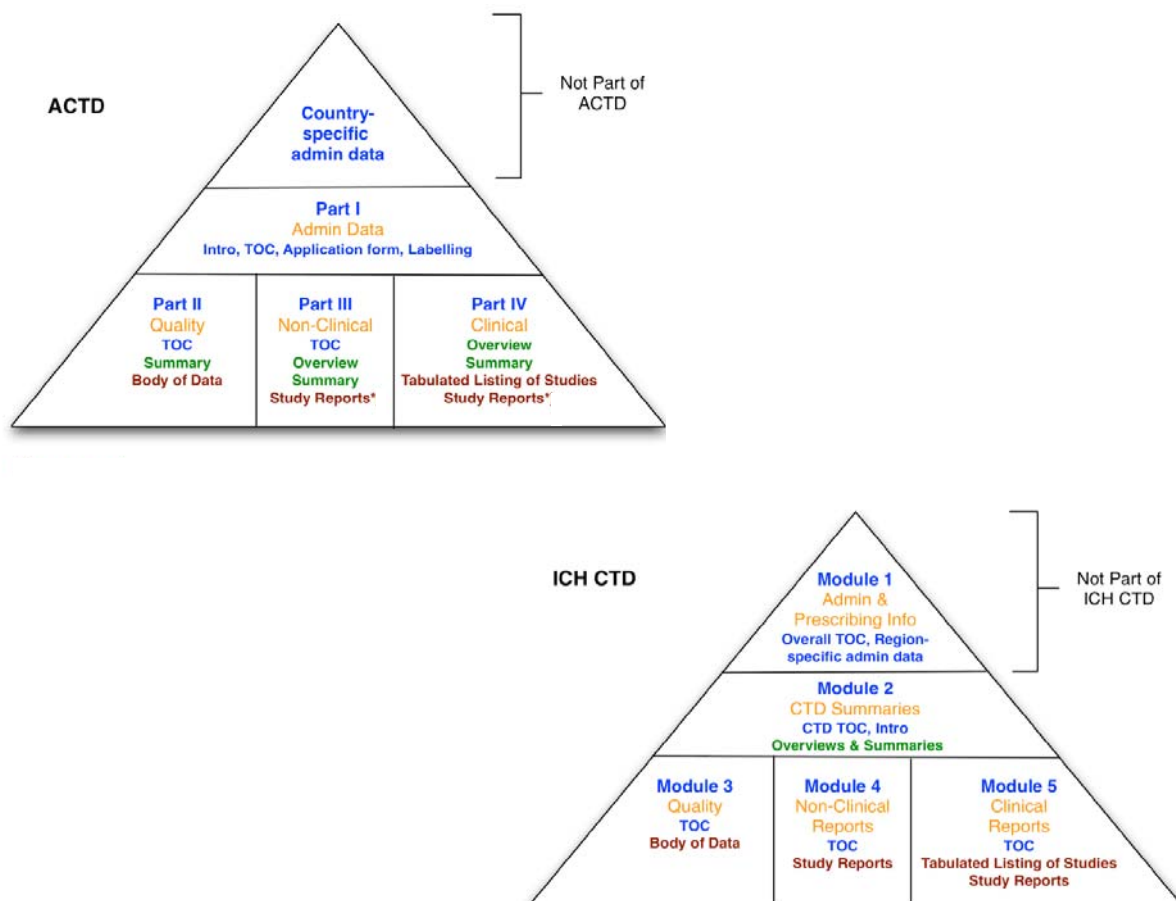 ACTD
Not Part of
ACTD
Country-
specific
admin data
Part I
Admin Data
Intro, TOC, Application form, Labelling
Part II
Quality
TOC
Summary
Body of Data
Part III
Non-Clinical
TOC
Overview
Summary
Study Reports*
Part IV
Clinical
Overview
Summary
Tabulated Listing of Studies
Study Reports*
ICH CTD
Not Part of
ICH CTD
Module 1
Admin &
Prescribing Info
Overall TOC, Region-
specific admin data
Module 2
CTD Summaries
CTD TOC, Intro
Overviews & Summaries
Module 3
Quality
TOC
Body of Data
Module 4
Non-Clinical
Reports
TOC
Study Reports
Module 5
Clinical
Reports
TOC
Tabulated Listing of Studies
Study Reports